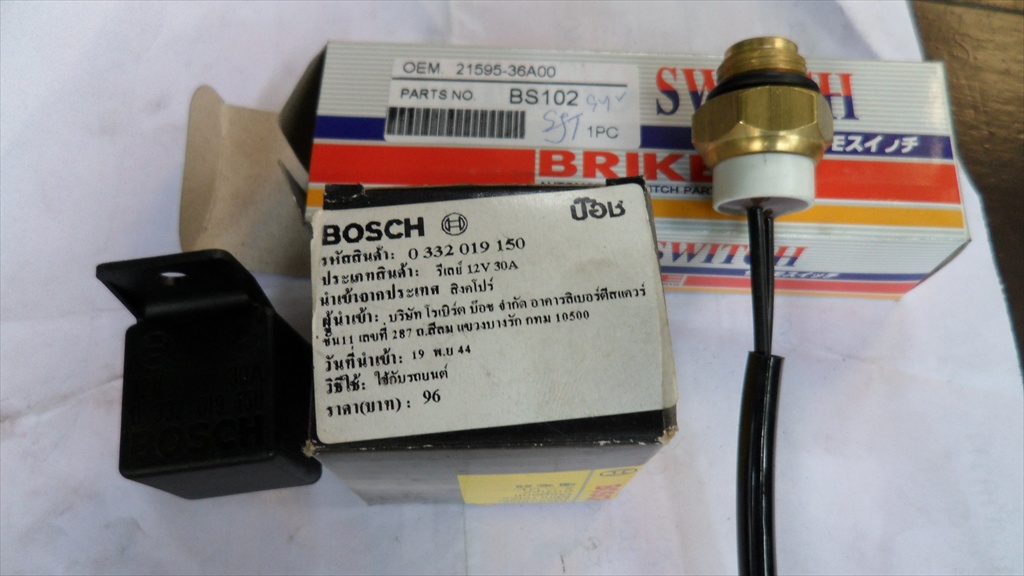 OEM. 21595-36A00
PARTS NO. BS102
1PC
SWITCH
BRIKE
スイッチ
SWITCH
BOSCH ป๊อช
รหัสสินค้า: 0 332 019 150
ประเภทสินค้า: รีเลย์ 12V 30A
นำเข้าจากประเทศ สิงคโปร์
ผู้นำเข้า: บริษัท โรเบิร์ต บ๊อช จำกัด อาคารลิเบอร์ตี้สแควร์
ชั้น11 เลขที่ 287 ถ.สีลม แขวงบางรัก กทม 10500
วันที่นำเข้า: 19 พ.ย 44
วิธีใช้: ใช้กับรถยนต์
ราคา(บาท) : 96
30A
BOSCH